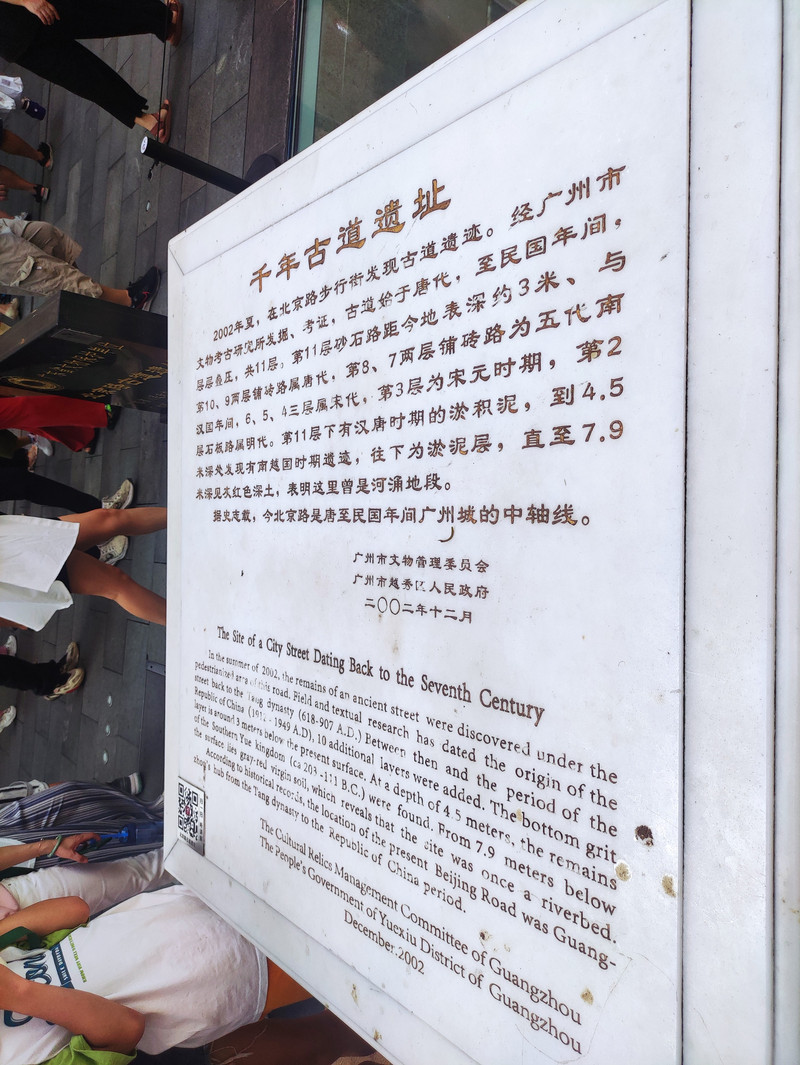 千年古道遗址
2002年夏，在北京路步行街发现古道遗迹。经广州市
文物考古研究所发掘、考证，古道始于唐代，至民国年间，
层层叠压，共11层。第11层砂石路距今地表深约3米、与
第10、9两层铺砖路属唐代，第8、7两层铺砖路为五代南
汉国年间，6、5、4三层属宋代，第3层为宋元时期，第2
层石板路属明代。第11层下有汉唐时期的淤积泥，到4.5
米深处发现有南越国时期遗迹，往下为淤泥层，直至7.9
米深见灰红色深土，表明这里曾是河涌地段。
据史志载，今北京路是唐至民国年间广州城的中轴线。
广州市文物管理委员会
广州市越秀区人民政府
二〇〇二年十二月
The Site of a City Street Dating Back to the Seventh Century
In the summer of 2002, the remains of an ancient street were discovered under the
pedestrianized area of this road. Field and textual research has dated the origin of the
street back to the Tang dynasty (618-907 A.D.) Between then and the period of the
Republic of China (1911 - 1949 A.D), 10 additional layers were added. The bottom grit
layer is around 3 meters below the present surface. At a depth of 4.5 meters, the remains
of the Southern Yue kingdom (ca 203 -111 B.C.) were found. From 7.9 meters below
the surface lies gray-red virgin soil, which reveals that the site was once a riverbed.
According to historical records, the location of the present Beijing Road was Guang-
zhou's hub from the Tang dynasty to the Republic of China period.
The Cultural Relics Management Committee of Guangzhou
The People's Government of Yuexiu District of Guangzhou
December.2002